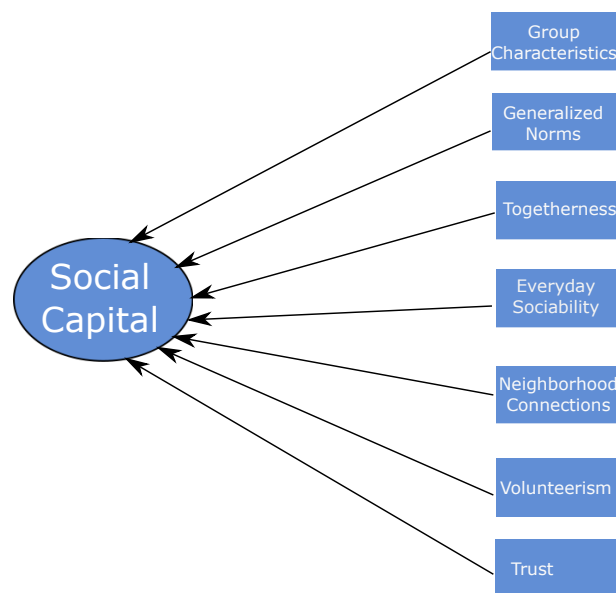 Group
Characteristics
Generalized
Norms
Togetherness
Social
Capital
Everyday
Sociability
Neighborhood
Connections
Volunteerism
Trust